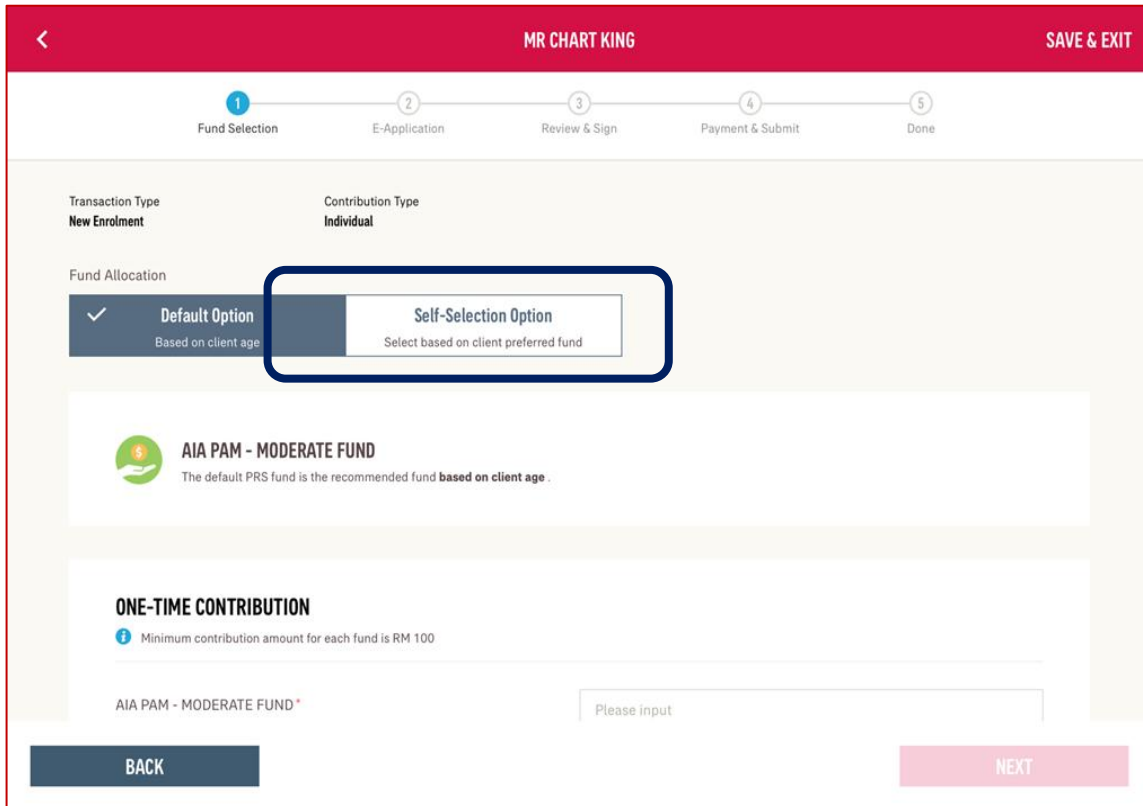 MR CHART KING
SAVE & EXIT
1
2
3
4
5
Fund Selection
E-Application
Review & Sign
Payment & Submit
Done
Transaction Type
Contribution Type
New Enrolment
Individual
Fund Allocation
Default Option
Based on client age
Self-Selection Option
Select based on client preferred fund
$
AIA PAM - MODERATE FUND
The default PRS fund is the recommended fund based on client age .
ONE-TIME CONTRIBUTION
i Minimum contribution amount for each fund is RM 100
AIA PAM - MODERATE FUND*
Please input
BACK
NEXT